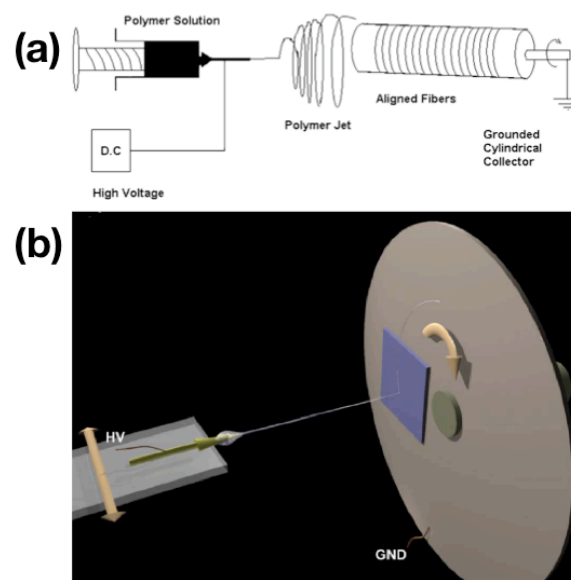 (a)
Polymer Solution
D.C
High Voltage
Polymer Jet
Aligned Fibers
Grounded
Cylindrical
Collector
(b)
HV
GND